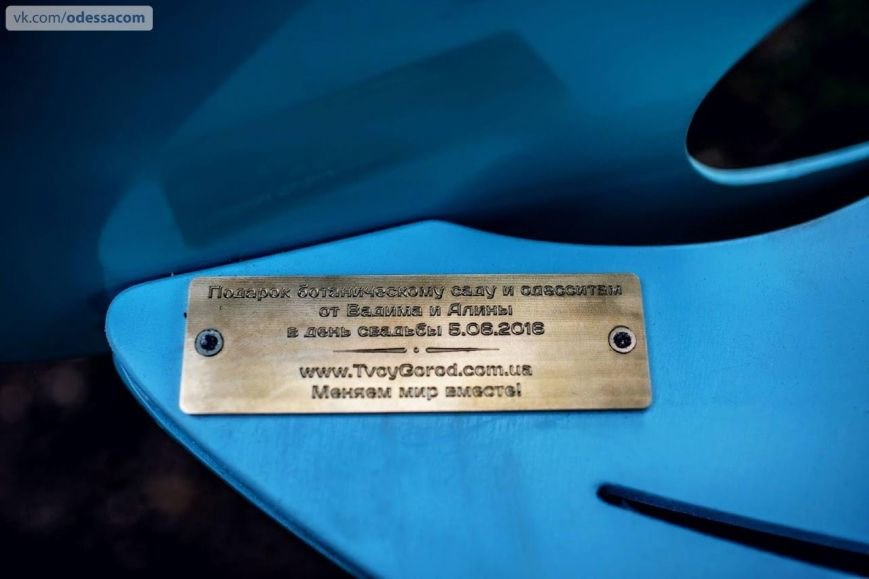 vk.com/odessacom
Подарок ботаническому саду и одесситам
от Вадима и Алины
в день свадьбы 5.08.2016
www.TvoyGorod.com.ua
Меняем мир вместе!